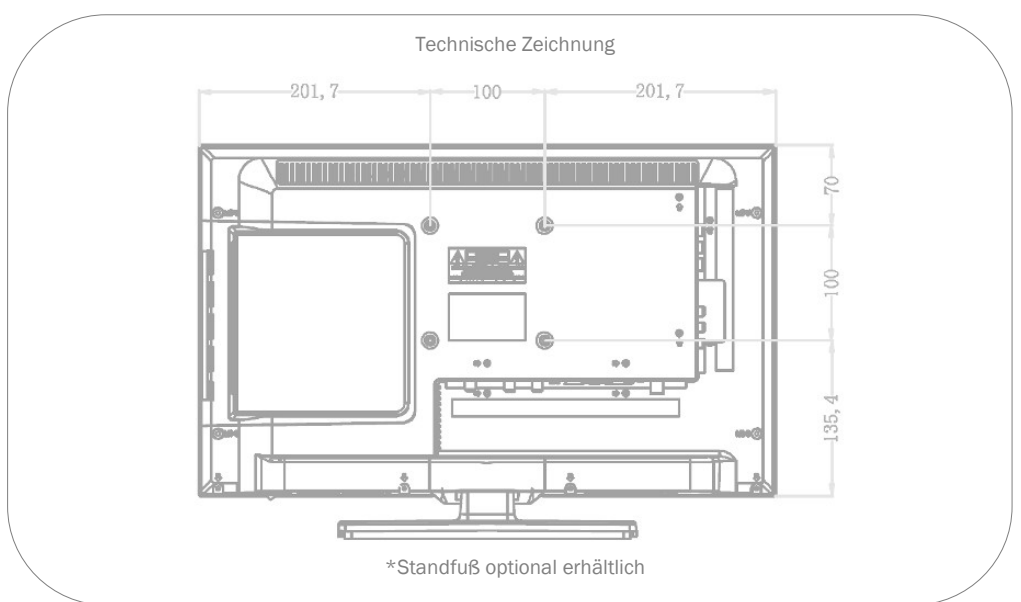 Technische Zeichnung
201,7 100 201,7
70
100
135,4
*Standfuß optional erhältlich